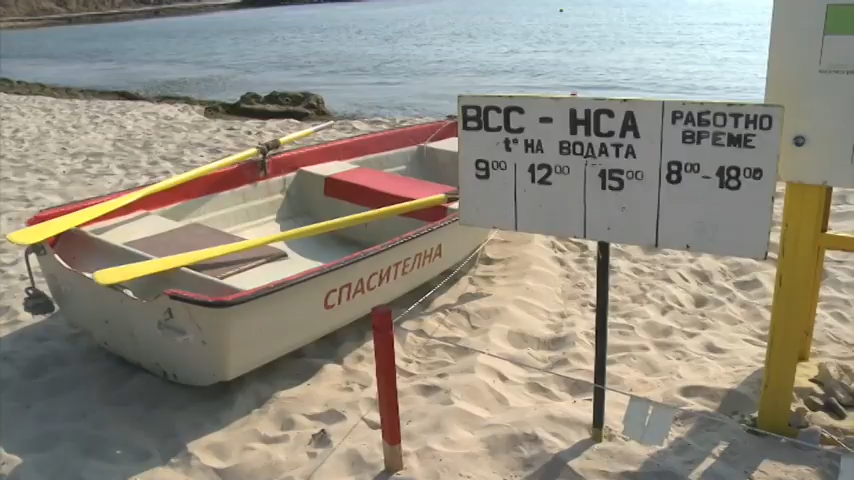 ВСС - НСА
t° НА ВОДАТА
9⁰⁰ 12⁰⁰ 15⁰⁰
РАБОТНО
ВРЕМЕ
8⁰⁰-18⁰⁰
СПАСИТЕЛНА